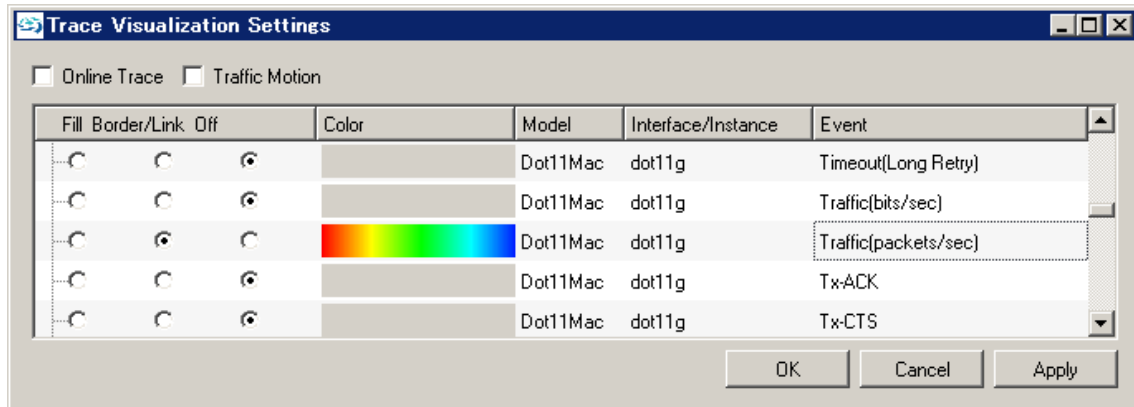 Trace Visualization Settings
Online Trace Traffic Motion
Fill Border/Link Off Color Model Interface/Instance Event
Dot11Mac dot11g Timeout(Long Retry)
Dot11Mac dot11g Traffic(bits/sec)
Dot11Mac dot11g Traffic(packets/sec)
Dot11Mac dot11g Tx-ACK
Dot11Mac dot11g Tx-CTS
OK Cancel Apply